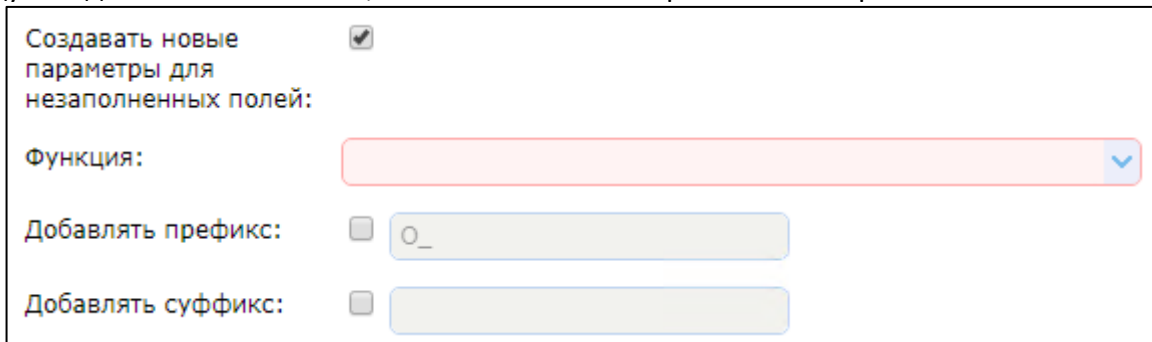 Создавать новые
параметры для
незаполненных полей:
Функция:
Добавлять префикс:
O_
Добавлять суффикс: